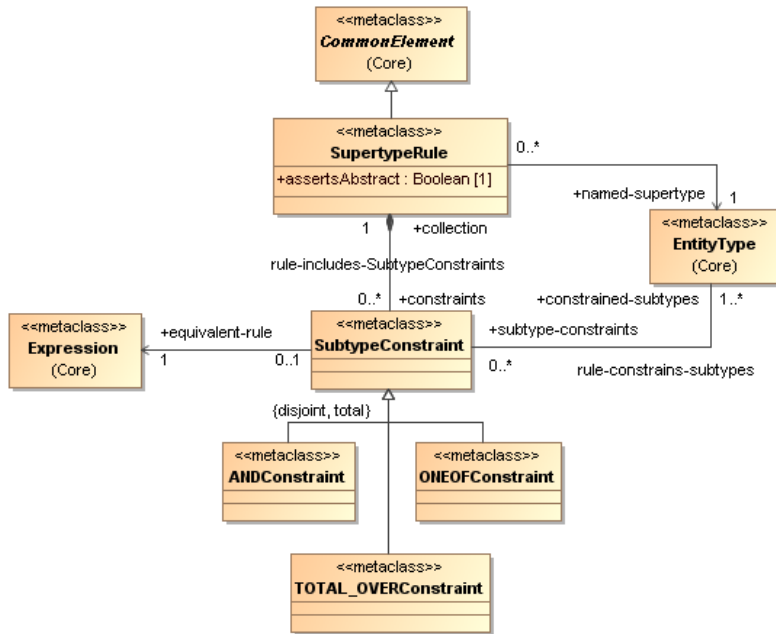 <<metaclass>>
CommonElement
(Core)
<<metaclass>>
SupertypeRule
+assertsAbstract : Boolean [1]
0..*
+named-supertype
1
1
+collection
<<metaclass>>
EntityType
(Core)
rule-includes-SubtypeConstraints
0..*
+constraints
+constrained-subtypes
1..*
<<metaclass>>
Expression
(Core)
+equivalent-rule
1
0..1
<<metaclass>>
SubtypeConstraint
+subtype-constraints
0..*
rule-constrains-subtypes
{disjoint, total}
<<metaclass>>
ANDConstraint
<<metaclass>>
ONEOFConstraint
<<metaclass>>
TOTAL_OVERConstraint